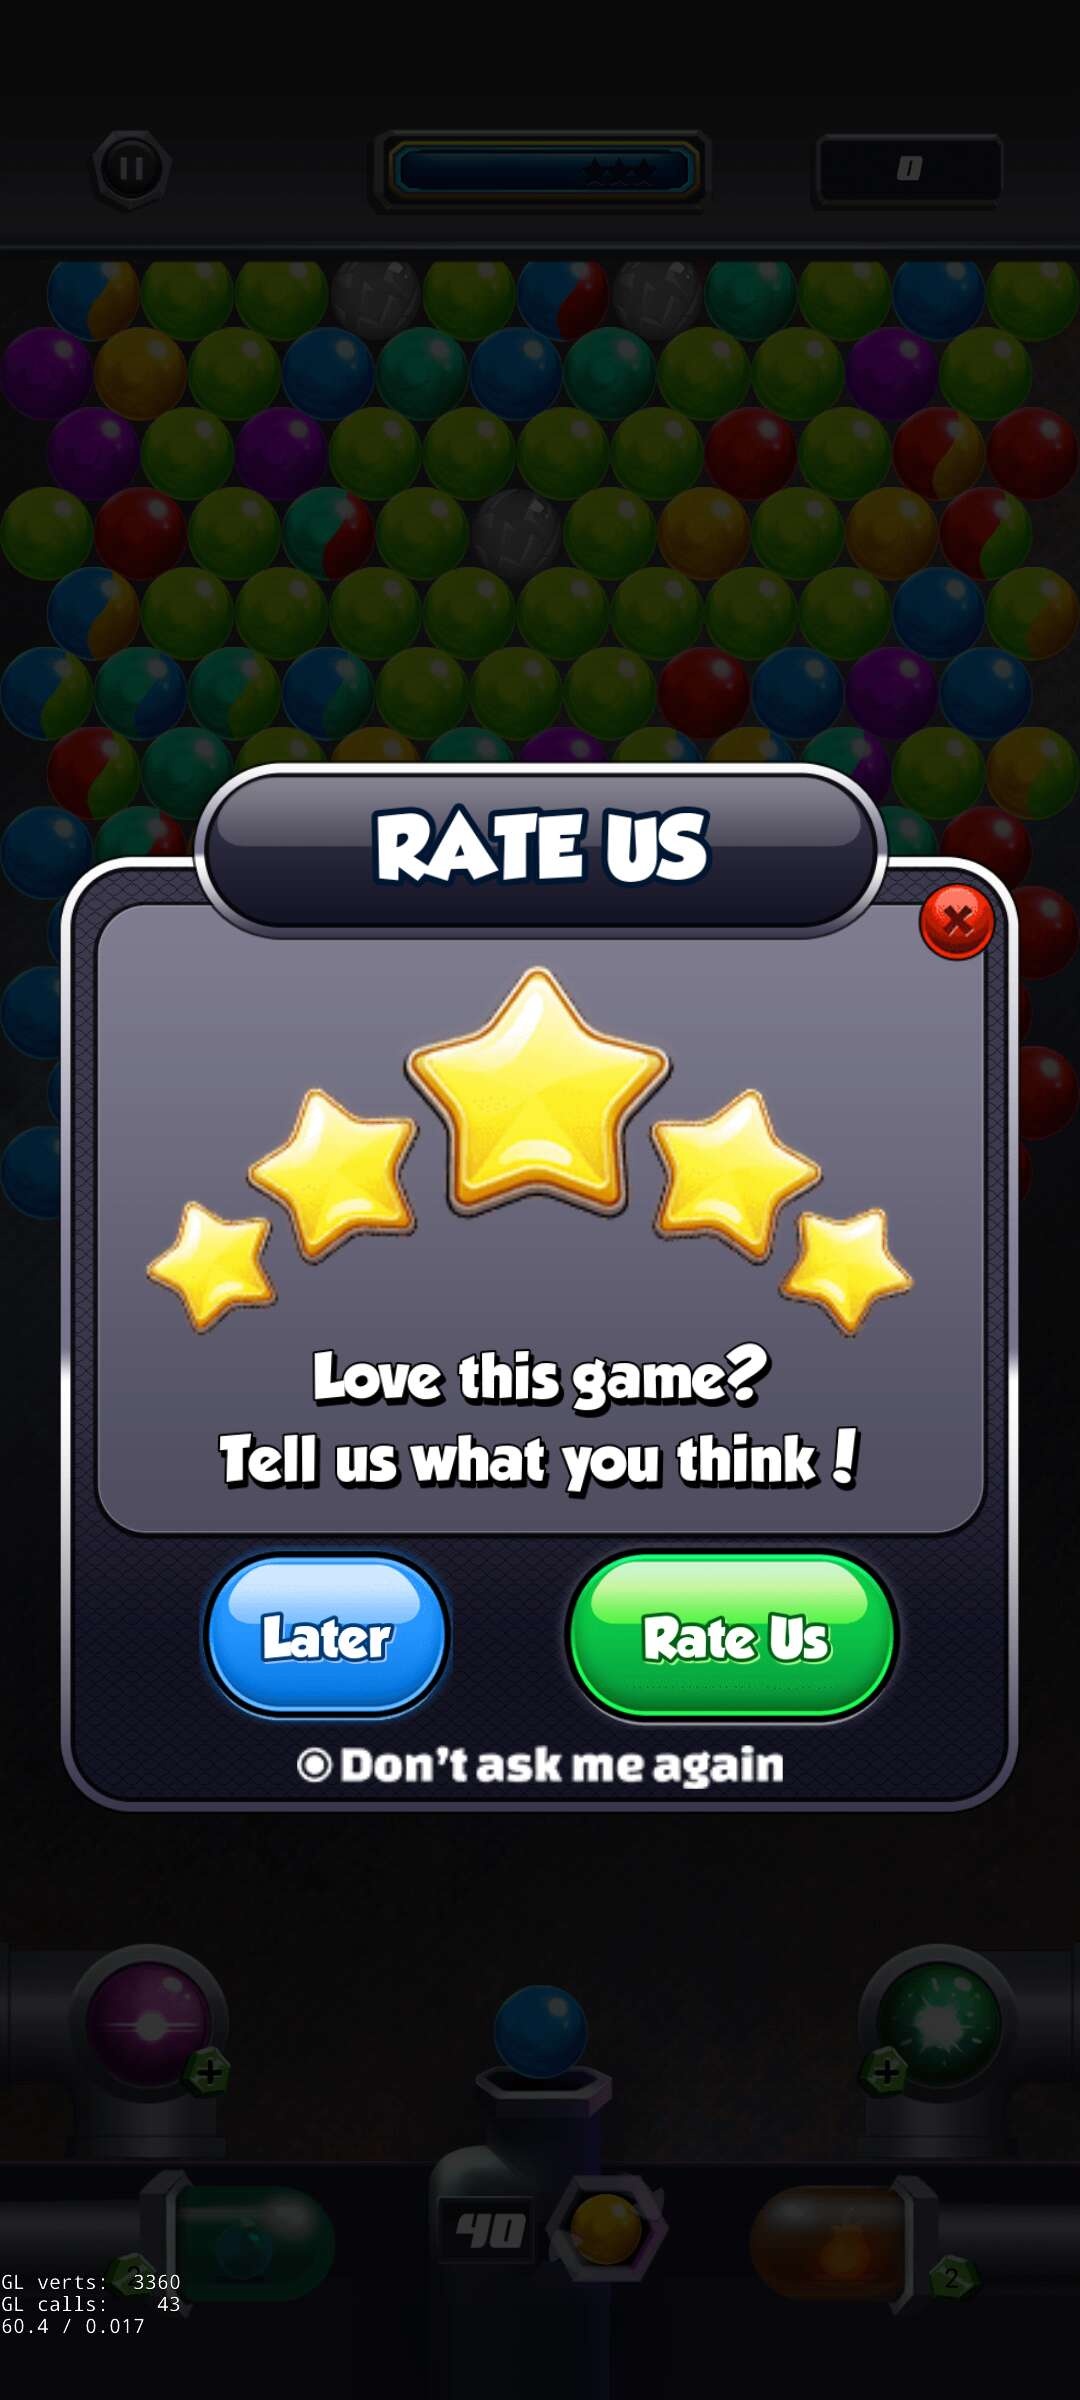 0
RATE US
Love this game?
Tell us what you think!
Later
Rate Us
Don't ask me again
40
2
2
GL verts: 3360
GL calls: 43
60.4 / 0.017